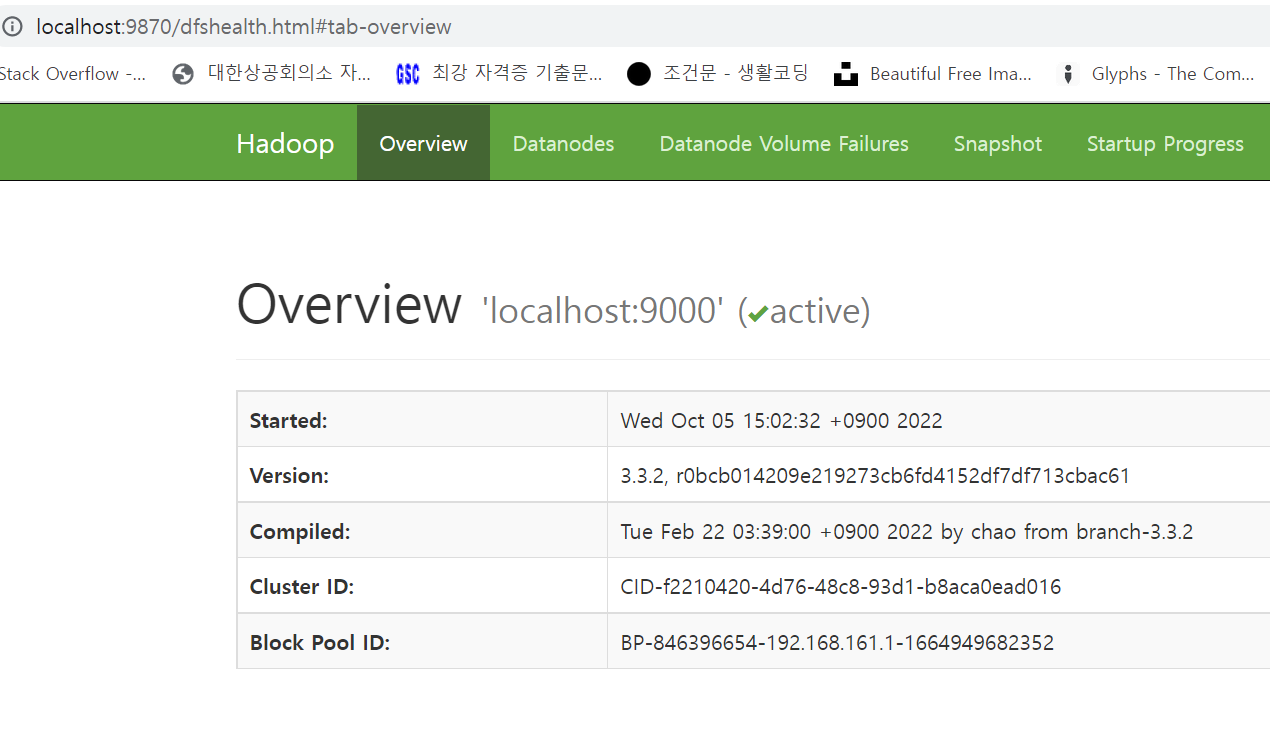 localhost:9870/dfshealth.html#tab-overview
Stack Overflow -... 대한상공회의소 자... GSC 최강 자격증 기출문... 조건문 - 생활코딩 Beautiful Free Ima... Glyphs - The Com...
Hadoop Overview Datanodes Datanode Volume Failures Snapshot Startup Progress
Overview 'localhost:9000' (✔active)
Started: Wed Oct 05 15:02:32 +0900 2022
Version: 3.3.2, r0bcb014209e219273cb6fd4152df7df713cbac61
Compiled: Tue Feb 22 03:39:00 +0900 2022 by chao from branch-3.3.2
Cluster ID: CID-f2210420-4d76-48c8-93d1-b8aca0ead016
Block Pool ID: BP-846396654-192.168.161.1-1664949682352